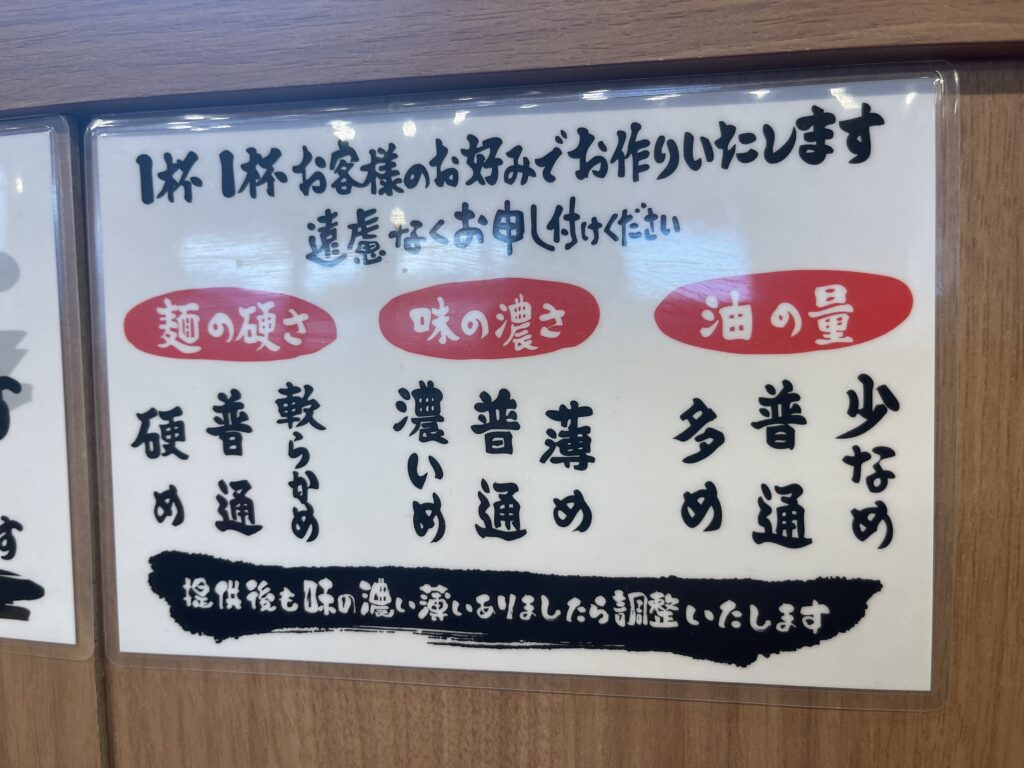 1杯1杯お客様のお好みでお作りいたします
遠慮なくお申し付けください
麺の硬さ
硬め
普通
軟らかめ
味の濃さ
濃いめ
普通
薄め
油の量
多め
普通
少なめ
提供後も味の濃い薄いありましたら調整いたします
す